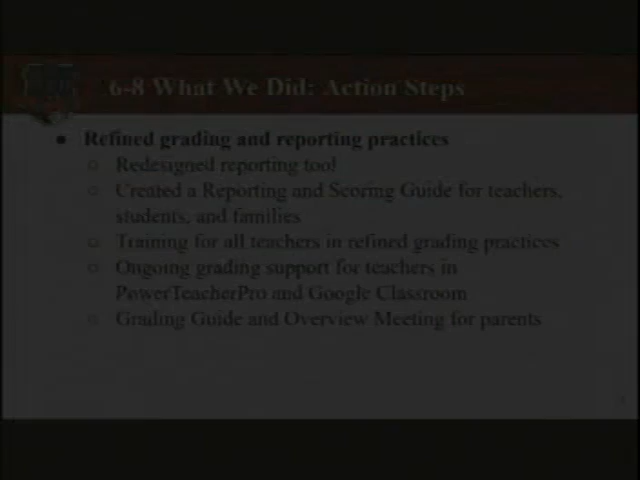 6-8 What We Did: Action Steps
● Refined grading and reporting practices
○ Redesigned reporting tool
○ Created a Reporting and Scoring Guide for teachers,
students, and families
○ Training for all teachers in refined grading practices
○ Ongoing grading support for teachers in
PowerTeacherPro and Google Classroom
○ Grading Guide and Overview Meeting for parents